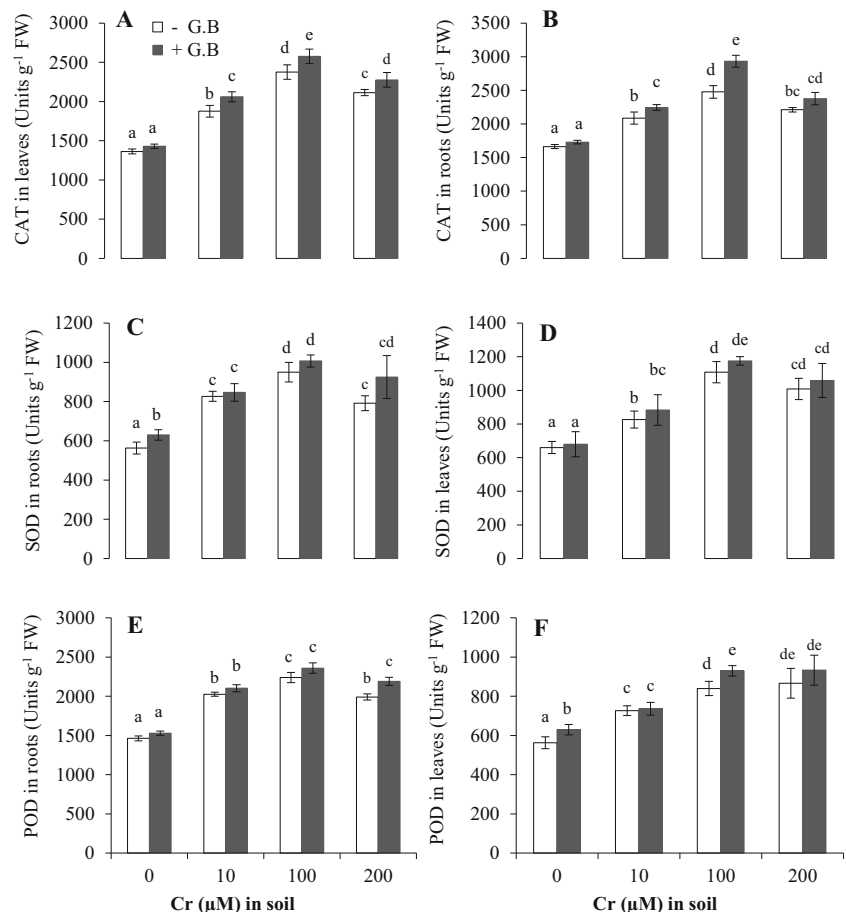 A
- G.B
+ G.B
CAT in leaves (Units g-1 FW)
3000
2500
2000
1500
1000
500
0
a a
b c
d e
c d
B
CAT in roots (Units g-1 FW)
3500
3000
2500
2000
1500
1000
500
0
a a
b c
d e
bc cd
C
SOD in roots (Units g-1 FW)
1200
1000
800
600
400
200
0
a b
c c
d d
c cd
D
SOD in leaves (Units g-1 FW)
1400
1200
1000
800
600
400
200
0
a a
b bc
d de
cd cd
E
POD in roots (Units g-1 FW)
3000
2500
2000
1500
1000
500
0
a a
b b
c c
b c
0 10 100 200
Cr (µM) in soil
F
POD in leaves (Units g-1 FW)
1200
1000
800
600
400
200
0
a b
c c
d e
de de
0 10 100 200
Cr (µM) in soil